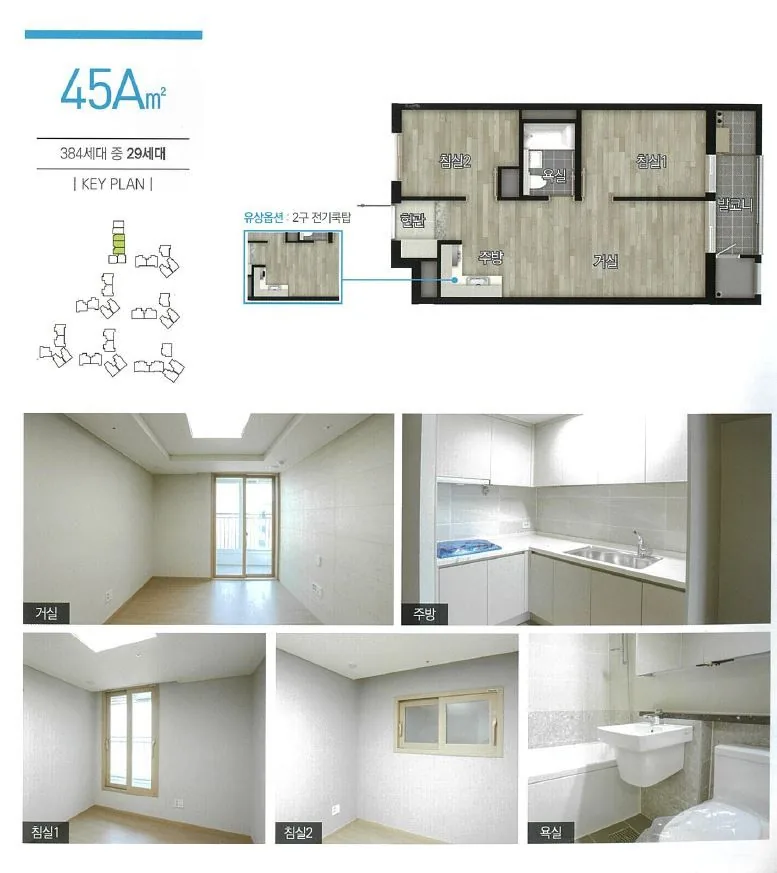 45Am²
384세대 중 29세대
| KEY PLAN |
유상옵션 : 2구 전기쿡탑
침실2
욕실
침실1
발코니
현관
주방
거실
거실
주방
침실1
침실2
욕실